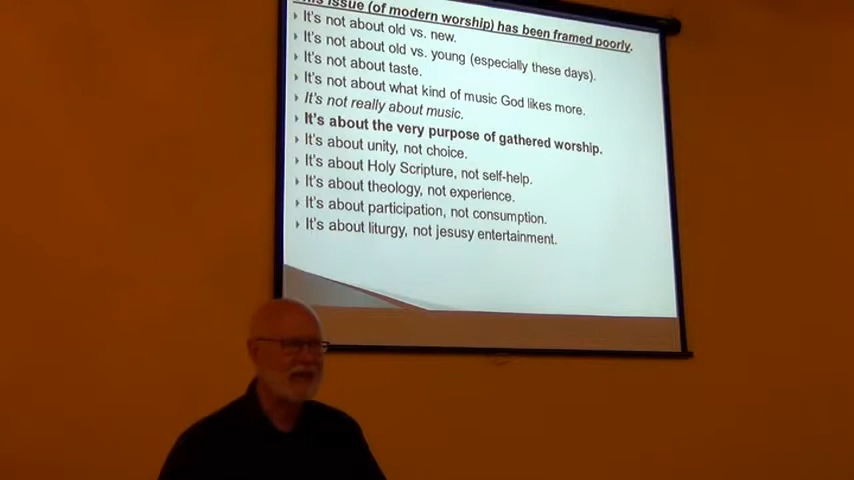 issue (of modern worship) has been framed poorly.
It's not about old vs. new.
It's not about old vs. young (especially these days).
It's not about taste.
It's not about what kind of music God likes more.
It's not really about music.
It's about the very purpose of gathered worship.
It's about unity, not choice.
It's about Holy Scripture, not self-help.
It's about theology, not experience.
It's about participation, not consumption.
It's about liturgy, not jesusy entertainment.